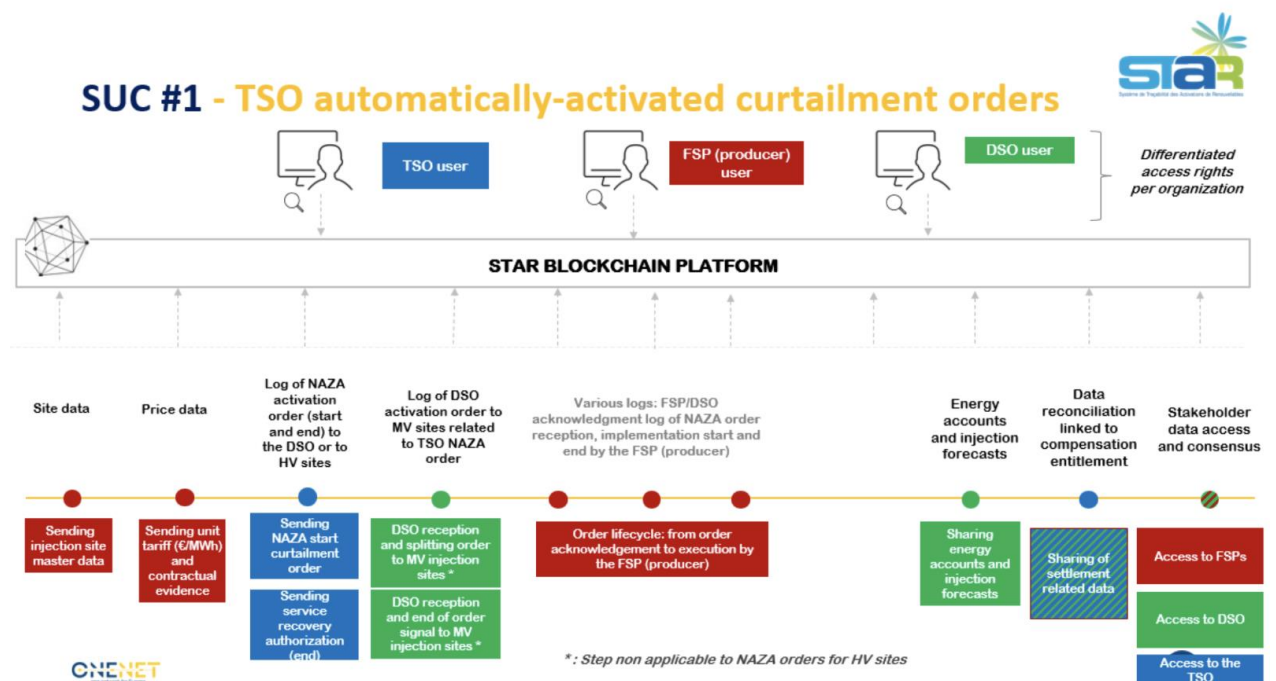 STaR
Système de Traçabilité des Activations de Renouvelables
SUC #1 - TSO automatically-activated curtailment orders
TSO user
FSP (producer)
user
DSO user
Differentiated
access rights
per organization
STAR BLOCKCHAIN PLATFORM
Site data
Price data
Log of NAZA
activation
order (start
and end) to
the DSO or to
HV sites
Log of DSO
activation order to
MV sites related
to TSO NAZA
order
Various logs: FSP/DSO
acknowledgment log of NAZA order
reception, implementation start and
end by the FSP (producer)
Energy
accounts
and injection
forecasts
Data
reconciliation
linked to
compensation
entitlement
Stakeholder
data access
and consensus
Sending
injection site
master data
Sending unit
tariff (€/MWh)
and
contractual
evidence
Sending
NAZA start
curtailment
order
Sending
service
recovery
authorization
(end)
DSO reception
and splitting order
to MV injection
sites *
DSO reception
and end of order
signal to MV
injection sites *
Order lifecycle: from order
acknowledgement to execution by
the FSP (producer)
Sharing
energy
accounts and
injection
forecasts
Sharing of
settlement
related data
Access to FSPs
Access to DSO
Access to the
TSO
* : Step non applicable to NAZA orders for HV sites
ONENET